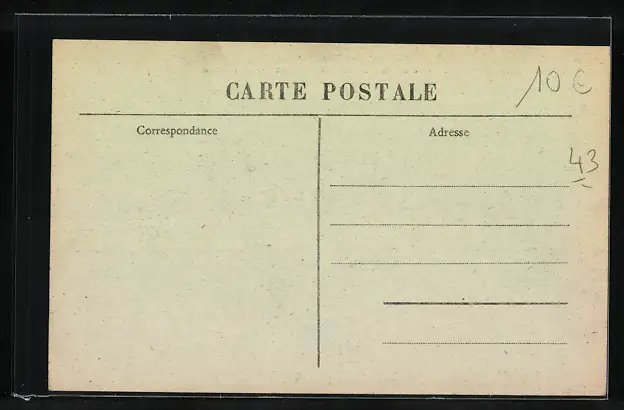 CARTE POSTALE
10 €
Correspondance
Adresse
43